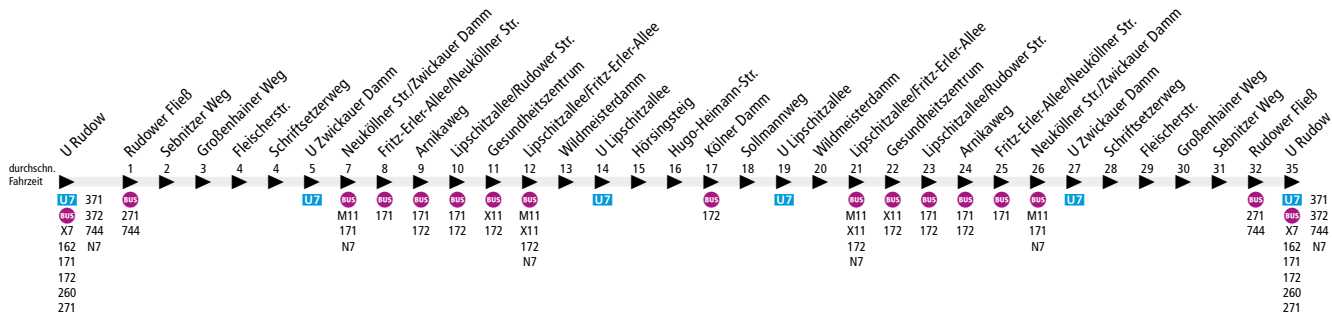 U Rudow
Rudower Fließ
Sebnitzer Weg
Großenhainer Weg
Fleischerstr.
Schriftsetzerweg
U Zwickauer Damm
Neuköllner Str./Zwickauer Damm
Fritz-Erler-Allee/Neuköllner Str.
Arnikaweg
Lipschitzallee/Rudower Str.
Gesundheitszentrum
Lipschitzallee/Fritz-Erler-Allee
Wildmeisterdamm
U Lipschitzallee
Hörsingsteig
Hugo-Heimann-Str.
Kölner Damm
Sollmannweg
U Lipschitzallee
Wildmeisterdamm
Lipschitzallee/Fritz-Erler-Allee
Gesundheitszentrum
Lipschitzallee/Rudower Str.
Arnikaweg
Fritz-Erler-Allee/Neuköllner Str.
Neuköllner Str./Zwickauer Damm
U Zwickauer Damm
Schriftsetzerweg
Fleischerstr.
Großenhainer Weg
Sebnitzer Weg
Rudower Fließ
U Rudow
durchschn. 1 2 3 4 4 5 7 8 9 10 11 12 13 14 15 16 17 18 19 20 21 22 23 24 25 26 27 28 29 30 31 32 35
Fahrzeit
U7 371 BUS U7 BUS BUS BUS BUS BUS BUS U7 BUS U7 BUS BUS BUS BUS BUS BUS U7 BUS U7 371
BUS 372 271 M11 171 171 171 X11 M11 172 M11 X11 171 171 171 M11 271 BUS 372
X7 744 744 171 172 172 172 X11 X11 172 172 172 171 744 X7 744
162 N7 N7 172 172 N7 162 N7
171 N7 N7 171
172 172
260 260
271 271